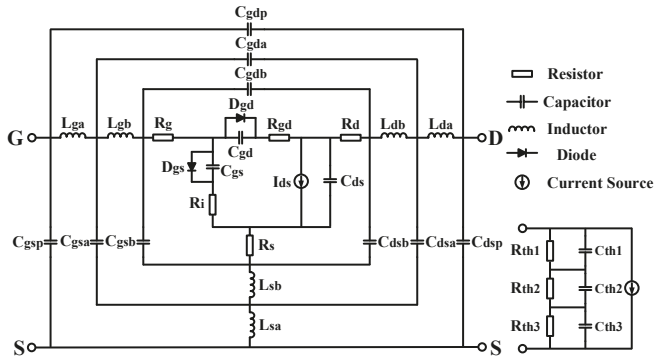 Cgdp
Cgda
Cgdb
Dgd
Lga Lgb Rg Rgd Rd Ldb Lda
G D
Cgd
Dgs Cgs Ids Cds
Ri
Cgsp Cgsa Cgsb Rs Cdsb Cdsa Cdsp
Lsb
Lsa
S S
Resistor
Capacitor
Inductor
Diode
Current Source
Rth1 Cth1
Rth2 Cth2
Rth3 Cth3